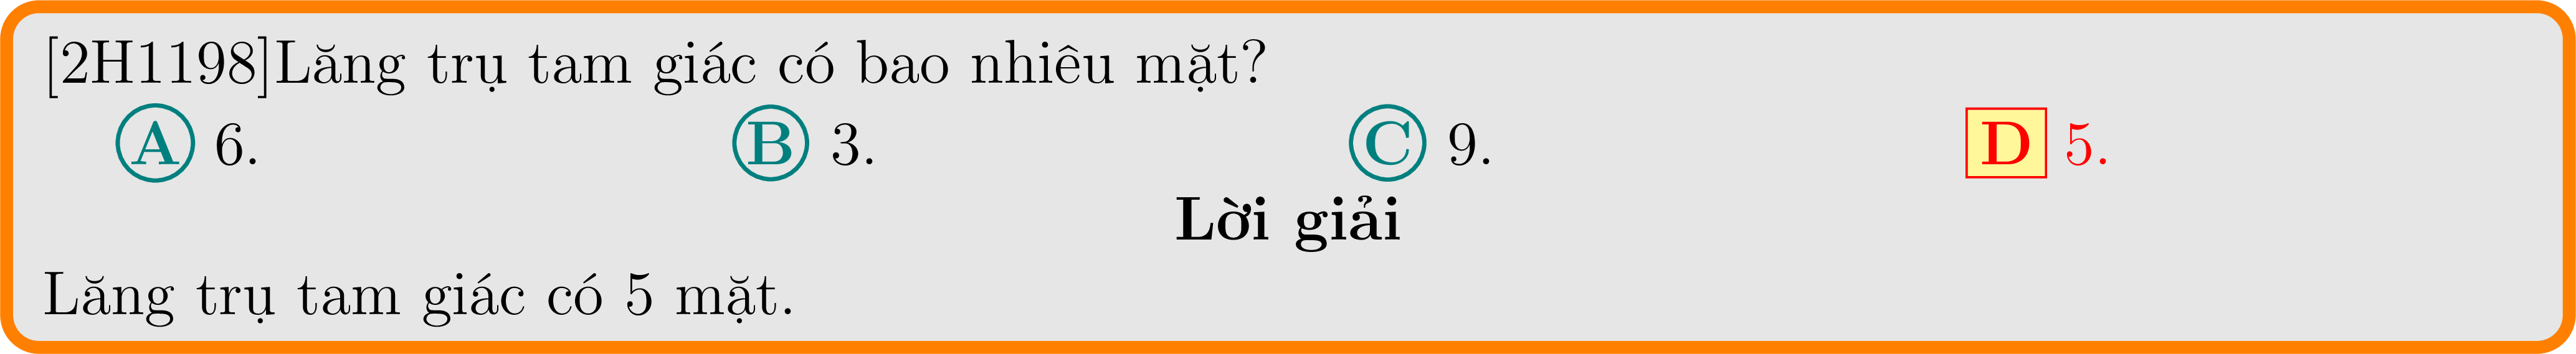 [2H1198]Lăng trụ tam giác có bao nhiêu mặt?
A 6. B 3. C 9. D 5.
Lời giải
Lăng trụ tam giác có 5 mặt.